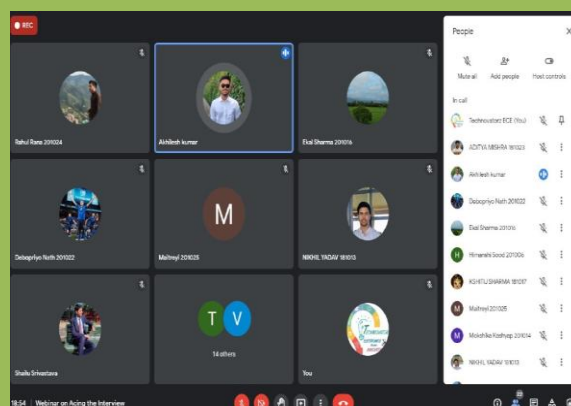 REC
Rahul Rana 201024
Akhilesh kumar
Ekal Sharma 201016
Debopriyo Nath 201022
M
Maitreyi 201025
NIKHIL YADAV 181013
Shailu Srivastava
T V
14 others
You
18:54 | Webinar on Acing the Interview
People
Mute all Add people Host controls
In call
Technovatorz ECE (You)
ADITYA MISHRA 181023
Akhilesh kumar
Debopriyo Nath 201022
Ekal Sharma 201016
H Himanshi Sood 201006
KSHITIJ SHARMA 181017
M Maitreyi 201025
M Mokshika Kashyap 201014
NIKHIL YADAV 181013